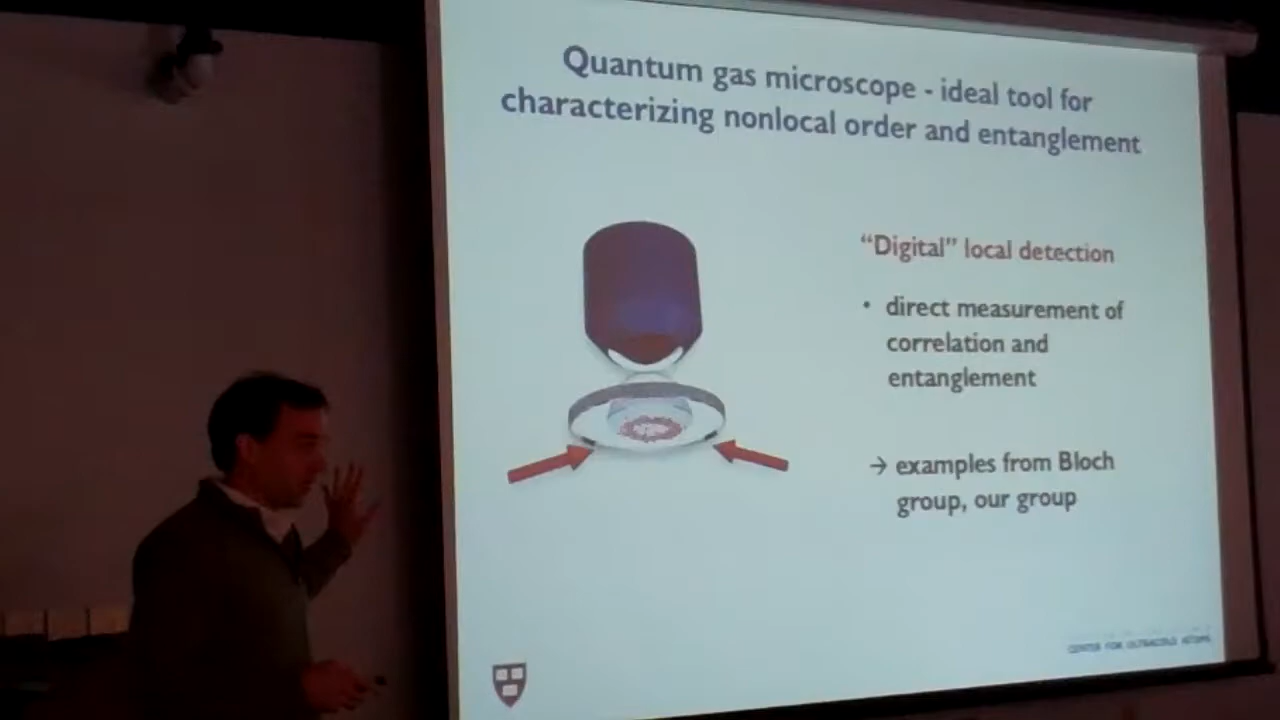 Quantum gas microscope - ideal tool for
characterizing nonlocal order and entanglement
“Digital” local detection
• direct measurement of
correlation and
entanglement
→ examples from Bloch
group, our group
CENTER FOR ULTRACOLD ATOMS